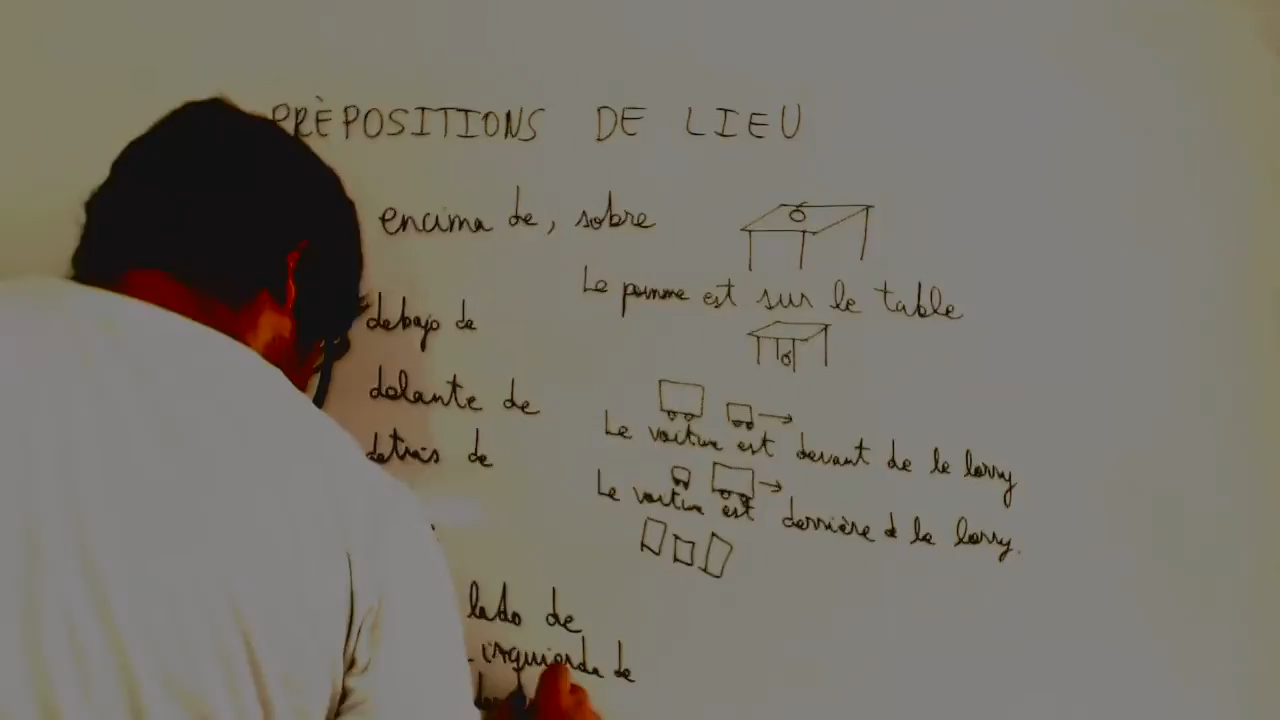 PRÈPOSITIONS DE LIEU
encima de, sobre
Le pomme est sur le table
debajo de
delante de
Le voiture est devant de le lorry
detrás de
Le voiture est derrière de le lorry.
lado de
izquierda de